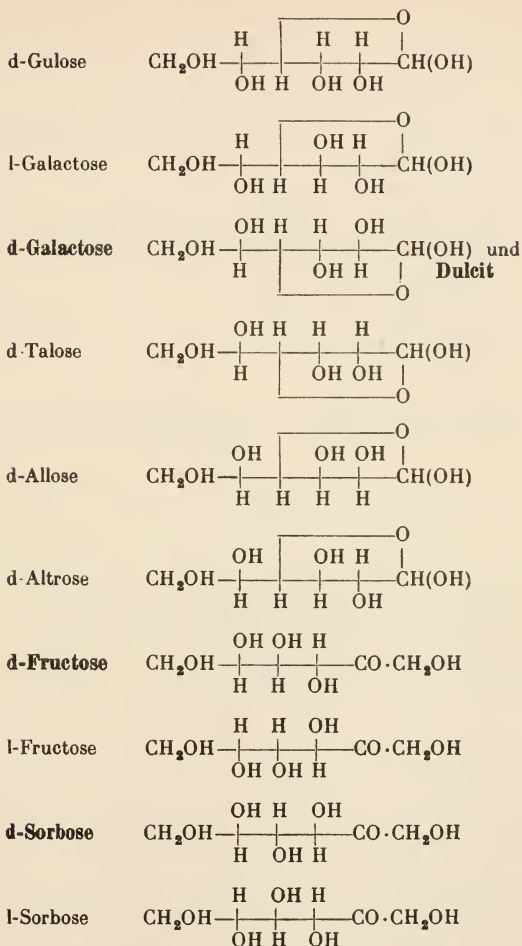 O
H H H
d-Gulose CH₂OH CH(OH)
OH H OH OH
O
H OH H
l-Galactose CH₂OH CH(OH)
OH H H OH
OH H H OH
d-Galactose CH₂OH CH(OH) und
H OH H Dulcit
O
OH H H H
d-Talose CH₂OH CH(OH)
H OH OH
O
O
OH OH OH
d-Allose CH₂OH CH(OH)
H H H H
O
OH OH H
d-Altrose CH₂OH CH(OH)
H H H OH
OH OH H
d-Fructose CH₂OH CO·CH₂OH
H H OH
H H OH
l-Fructose CH₂OH CO·CH₂OH
OH OH H
OH H OH
d-Sorbose CH₂OH CO·CH₂OH
H OH H
H OH H
l-Sorbose CH₂OH CO·CH₂OH
OH H OH